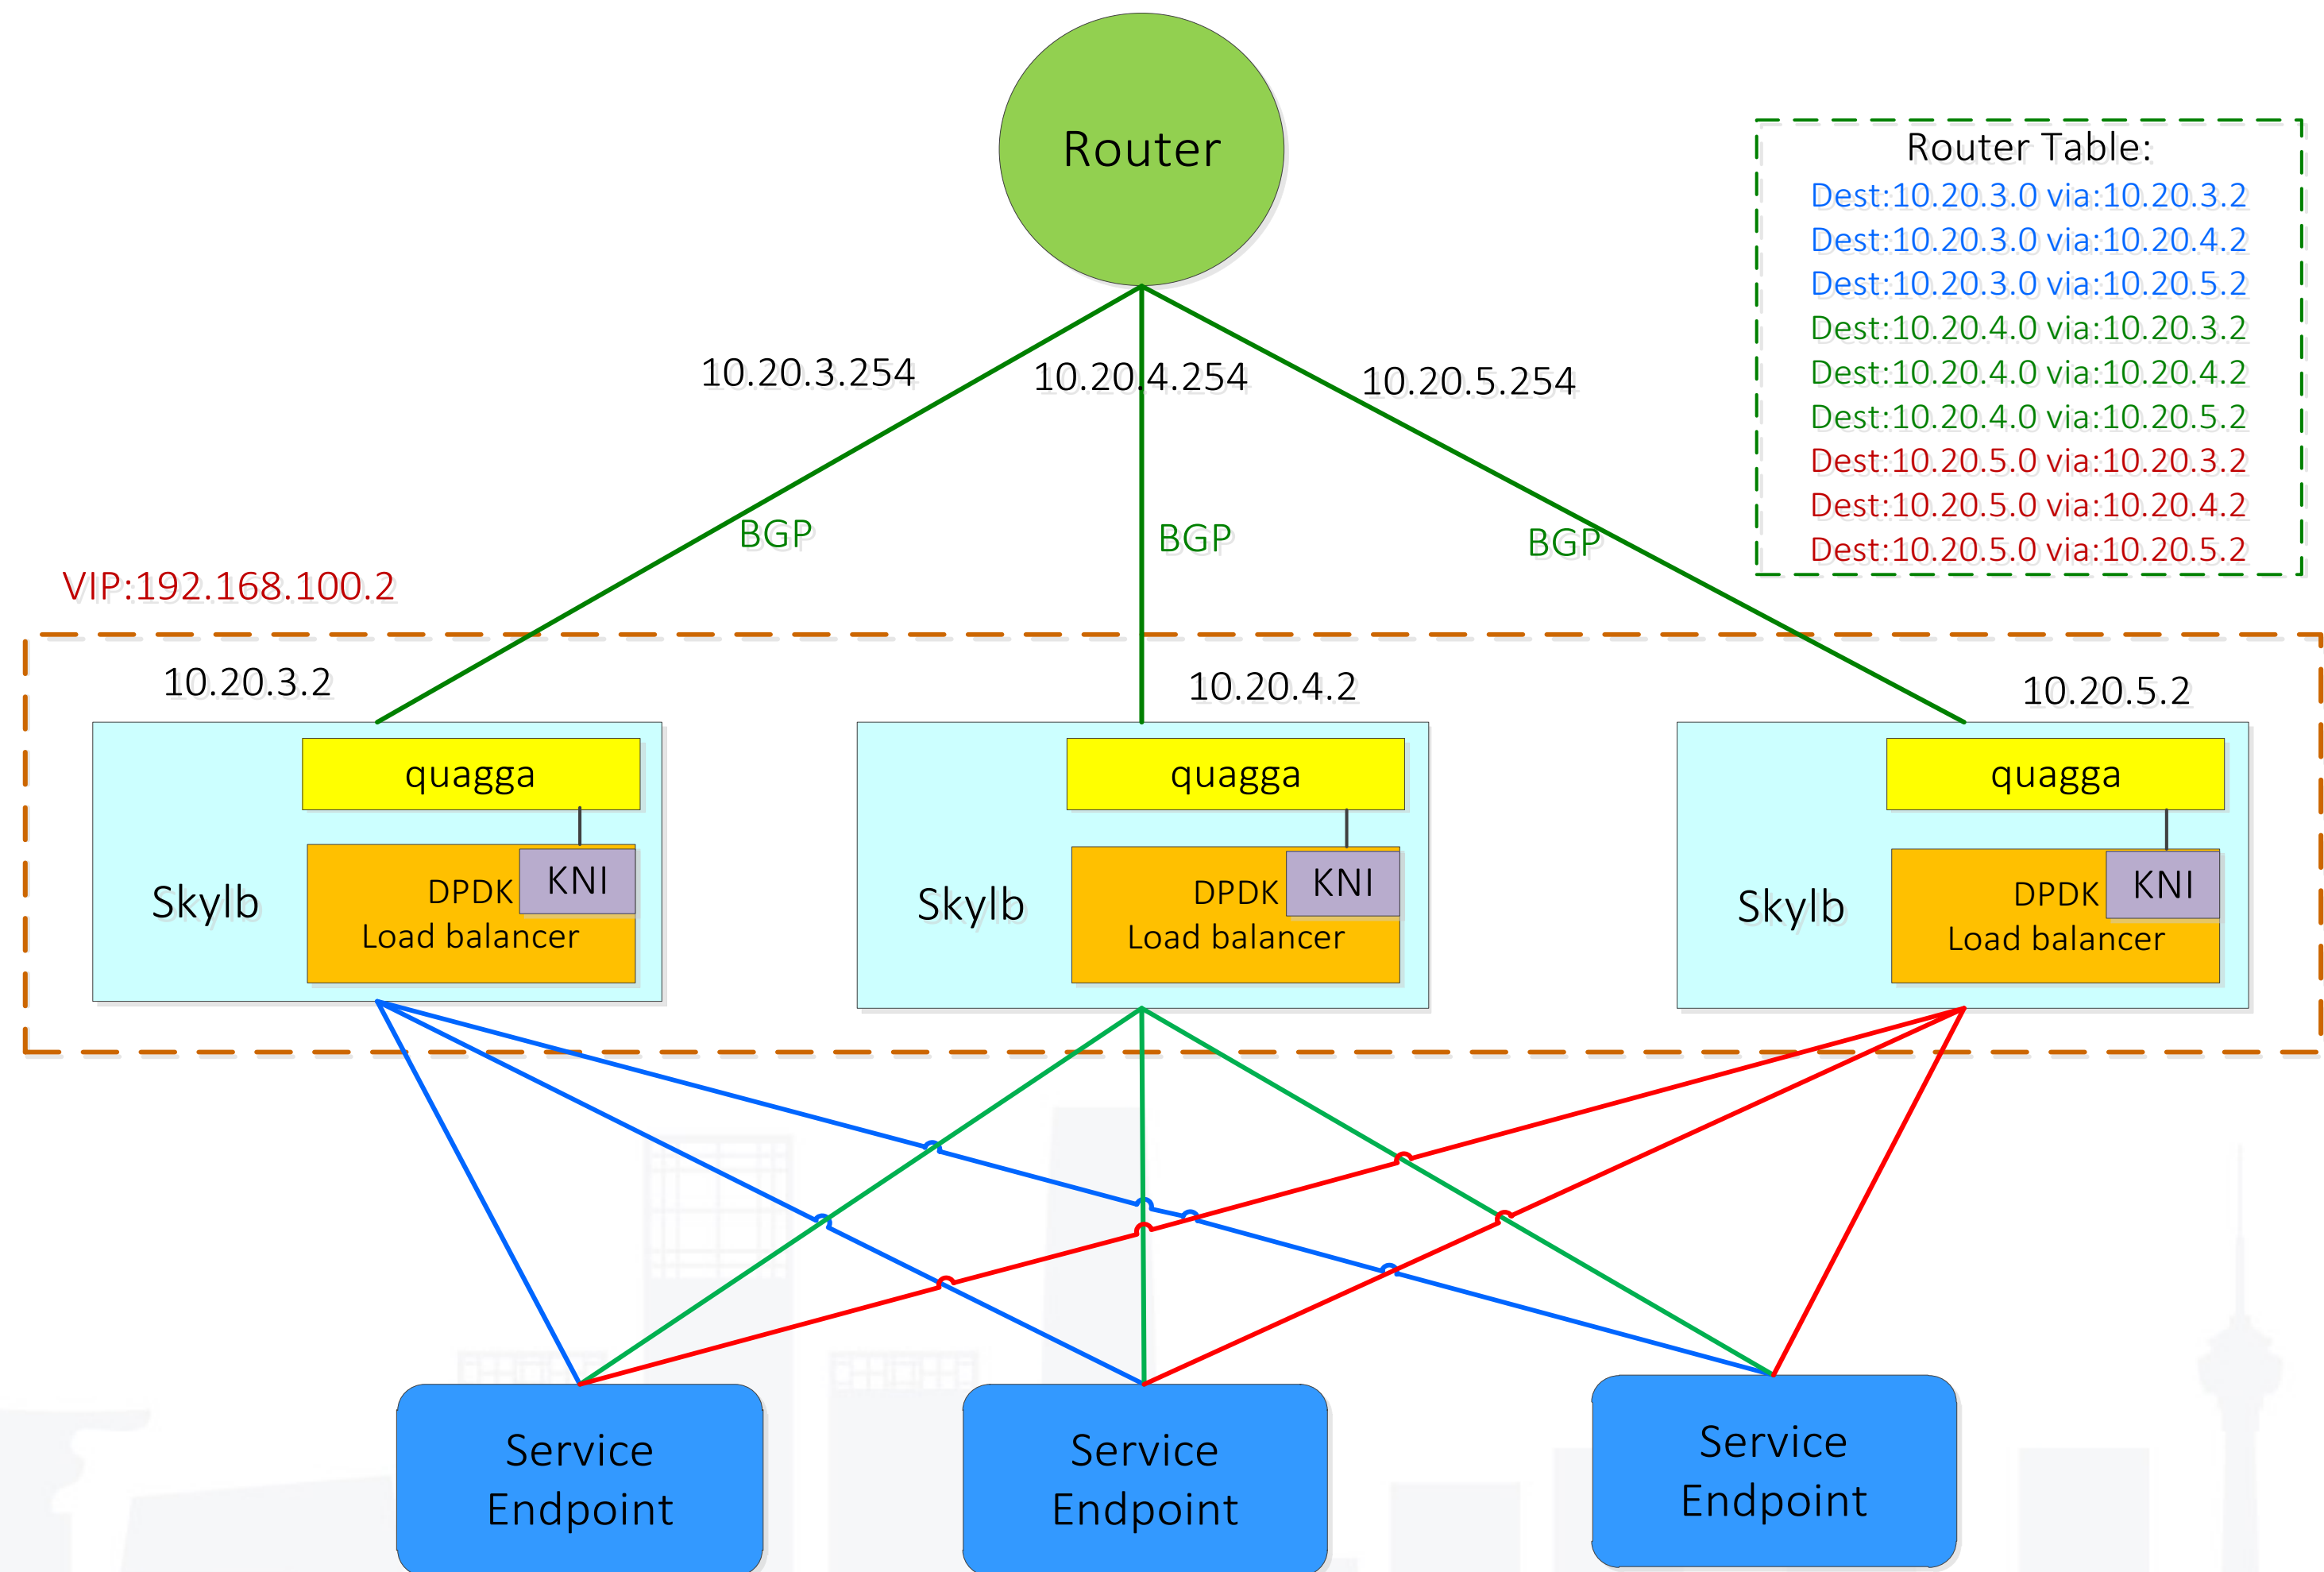 Router
Router Table:
Dest:10.20.3.0 via:10.20.3.2
Dest:10.20.3.0 via:10.20.4.2
Dest:10.20.3.0 via:10.20.5.2
Dest:10.20.4.0 via:10.20.3.2
Dest:10.20.4.0 via:10.20.4.2
Dest:10.20.4.0 via:10.20.5.2
Dest:10.20.5.0 via:10.20.3.2
Dest:10.20.5.0 via:10.20.4.2
Dest:10.20.5.0 via:10.20.5.2
10.20.3.254
10.20.4.254
10.20.5.254
BGP
BGP
BGP
VIP:192.168.100.2
10.20.3.2
10.20.4.2
10.20.5.2
quagga
KNI
DPDK
Load balancer
Skylb
quagga
KNI
DPDK
Load balancer
Skylb
quagga
KNI
DPDK
Load balancer
Skylb
Service
Endpoint
Service
Endpoint
Service
Endpoint